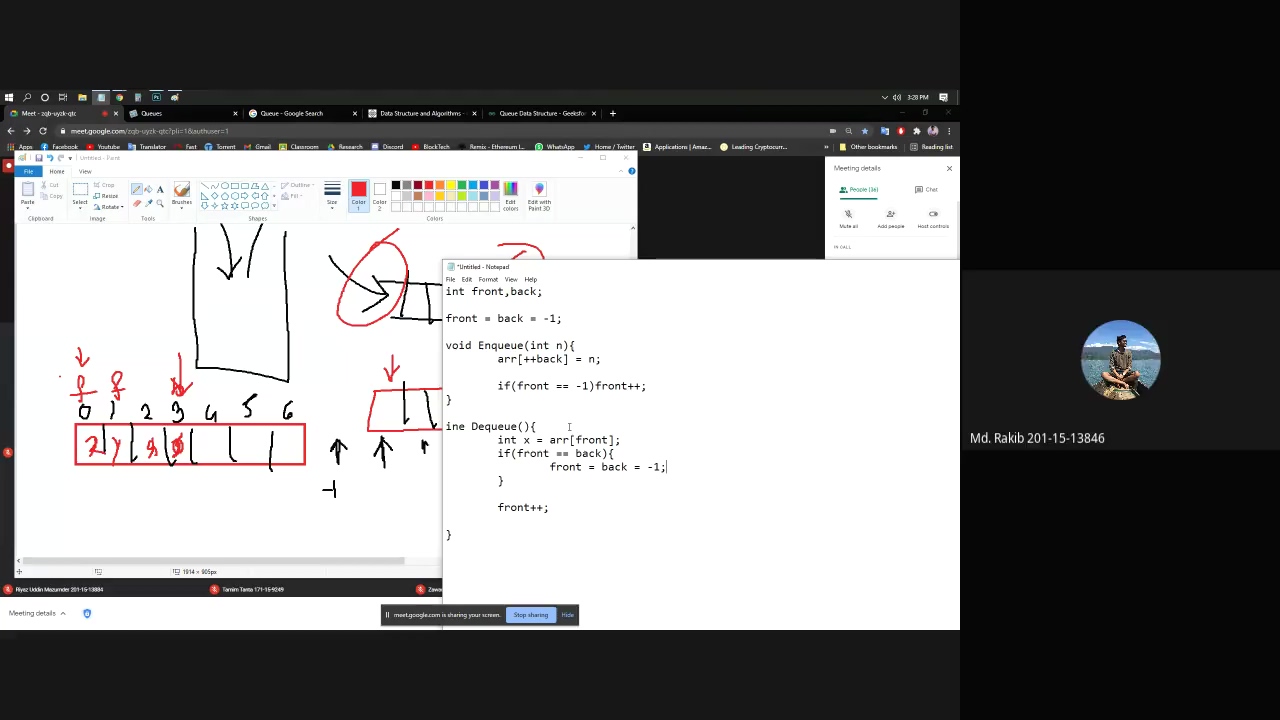 3:28 PM
Meet - zqb-uyzk-qtc
Queues
Queue - Google Search
Data Structure and Algorithms -
Queue Data Structure - Geeksfor
meet.google.com/zqb-uyzk-qtc?pli=1&authuser=1
Apps
Facebook
Youtube
Translator
Fast
Torrent
Gmail
Classroom
Research
Discord
BlockTech
Remix - Ethereum I...
WhatsApp
Twitter / Home
[Applications] Amaz...
Leading Cryptocurr...
Other bookmarks
Reading list
Untitled - Paint
File
Home
View
Paste
Cut
Copy
Clipboard
Select
Crop
Resize
Rotate
Image
A
Tools
Brushes
Shapes
Outline
Fill
Size
Color 1
Color 2
Edit colors
Edit with Paint 3D
Colors
Meeting details
People (36)
Chat
Mute all
Add people
Host controls
IN CALL
0 1 2 3 4 5 6
-1
1914 × 905px
*Untitled - Notepad
File Edit Format View Help
int front,back;
front = back = -1;
void Enqueue(int n){
arr[++back] = n;
if(front == -1)front++;
}
ine Dequeue(){
int x = arr[front];
if(front == back){
front = back = -1;
}
front++;
}
Riyaz Uddin Mazumder 201-15-13884
Tamim Tanta 171-15-9249
Zawa
Meeting details
meet.google.com is sharing your screen.
Stop sharing
Hide
Md. Rakib 201-15-13846